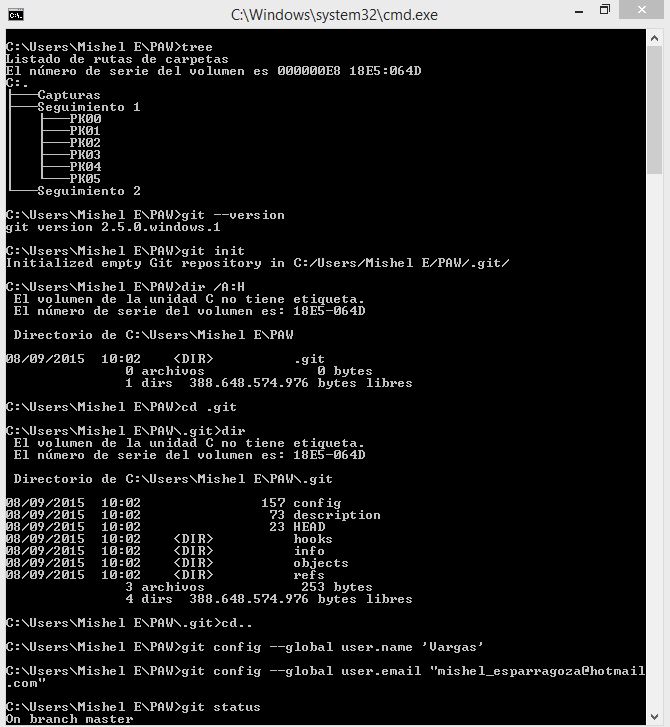 C:\Windows\system32\cmd.exe
C:\Users\Mishel E\PAW>tree
Listado de rutas de carpetas
El número de serie del volumen es 000000E8 18E5:064D
C:.
├───Capturas
├───Seguimiento 1
│   ├───PK00
│   ├───PK01
│   ├───PK02
│   ├───PK03
│   ├───PK04
│   └───PK05
└───Seguimiento 2
C:\Users\Mishel E\PAW>git --version
git version 2.5.0.windows.1
C:\Users\Mishel E\PAW>git init
Initialized empty Git repository in C:/Users/Mishel E/PAW/.git/
C:\Users\Mishel E\PAW>dir /A:H
El volumen de la unidad C no tiene etiqueta.
El número de serie del volumen es: 18E5-064D
Directorio de C:\Users\Mishel E\PAW
08/09/2015  10:02    <DIR>          .git
0 archivos              0 bytes
1 dirs  388.648.574.976 bytes libres
C:\Users\Mishel E\PAW>cd .git
C:\Users\Mishel E\PAW\.git>dir
El volumen de la unidad C no tiene etiqueta.
El número de serie del volumen es: 18E5-064D
Directorio de C:\Users\Mishel E\PAW\.git
08/09/2015  10:02               157 config
08/09/2015  10:02                73 description
08/09/2015  10:02                23 HEAD
08/09/2015  10:02    <DIR>          hooks
08/09/2015  10:02    <DIR>          info
08/09/2015  10:02    <DIR>          objects
08/09/2015  10:02    <DIR>          refs
3 archivos            253 bytes
4 dirs  388.648.574.976 bytes libres
C:\Users\Mishel E\PAW\.git>cd..
C:\Users\Mishel E\PAW>git config --global user.name 'Vargas'
C:\Users\Mishel E\PAW>git config --global user.email "mishel_esparragoza@hotmail
.com"
C:\Users\Mishel E\PAW>git status
On branch master